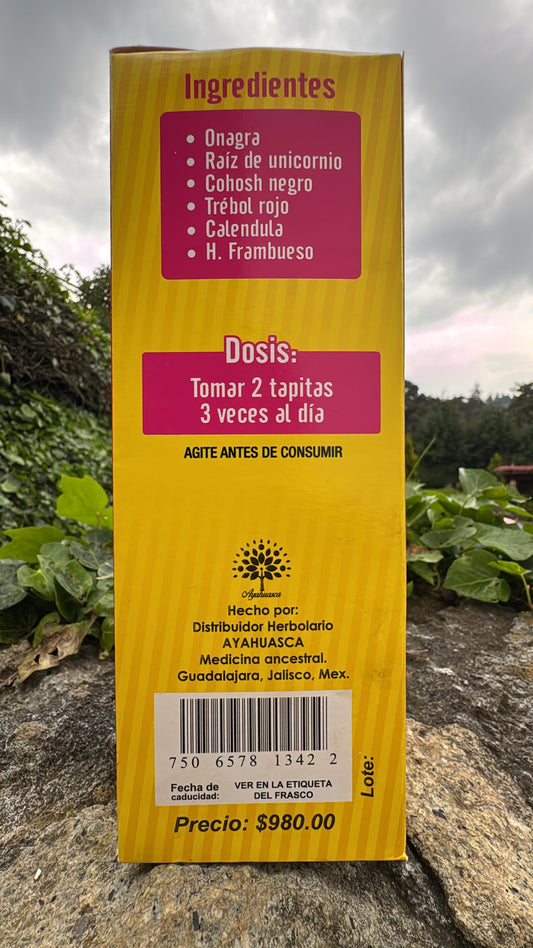 Ingredientes
• Onagra
• Raíz de unicornio
• Cohosh negro
• Trébol rojo
• Calendula
• H. Frambueso
Dosis:
Tomar 2 tapitas
3 veces al día
AGITE ANTES DE CONSUMIR
Ayahuasca
Hecho por:
Distribuidor Herbolario
AYAHUASCA
Medicina ancestral.
Guadalajara, Jalisco, Mex.
750 6578 1342 2
Fecha de caducidad: VER EN LA ETIQUETA DEL FRASCO
Lote:
Precio: $980.00